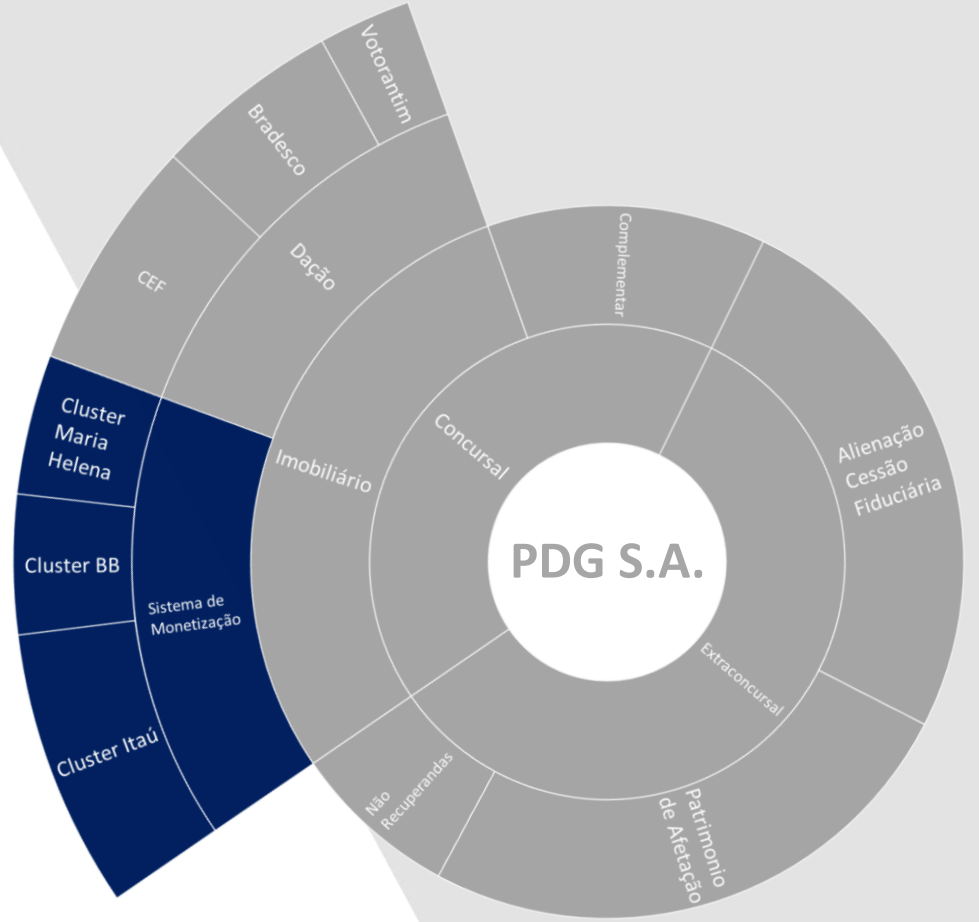 Votorantim
Bradesco
CEF
Dação
Complementar
Concursal
Imobiliário
Alienação
Cessão
Fiduciária
Cluster
Maria
Helena
Cluster BB
Sistema de
Monetização
Cluster Itaú
PDG S.A.
Extraconcursal
Não
Recuperandas
Patrimonio
de Afetação